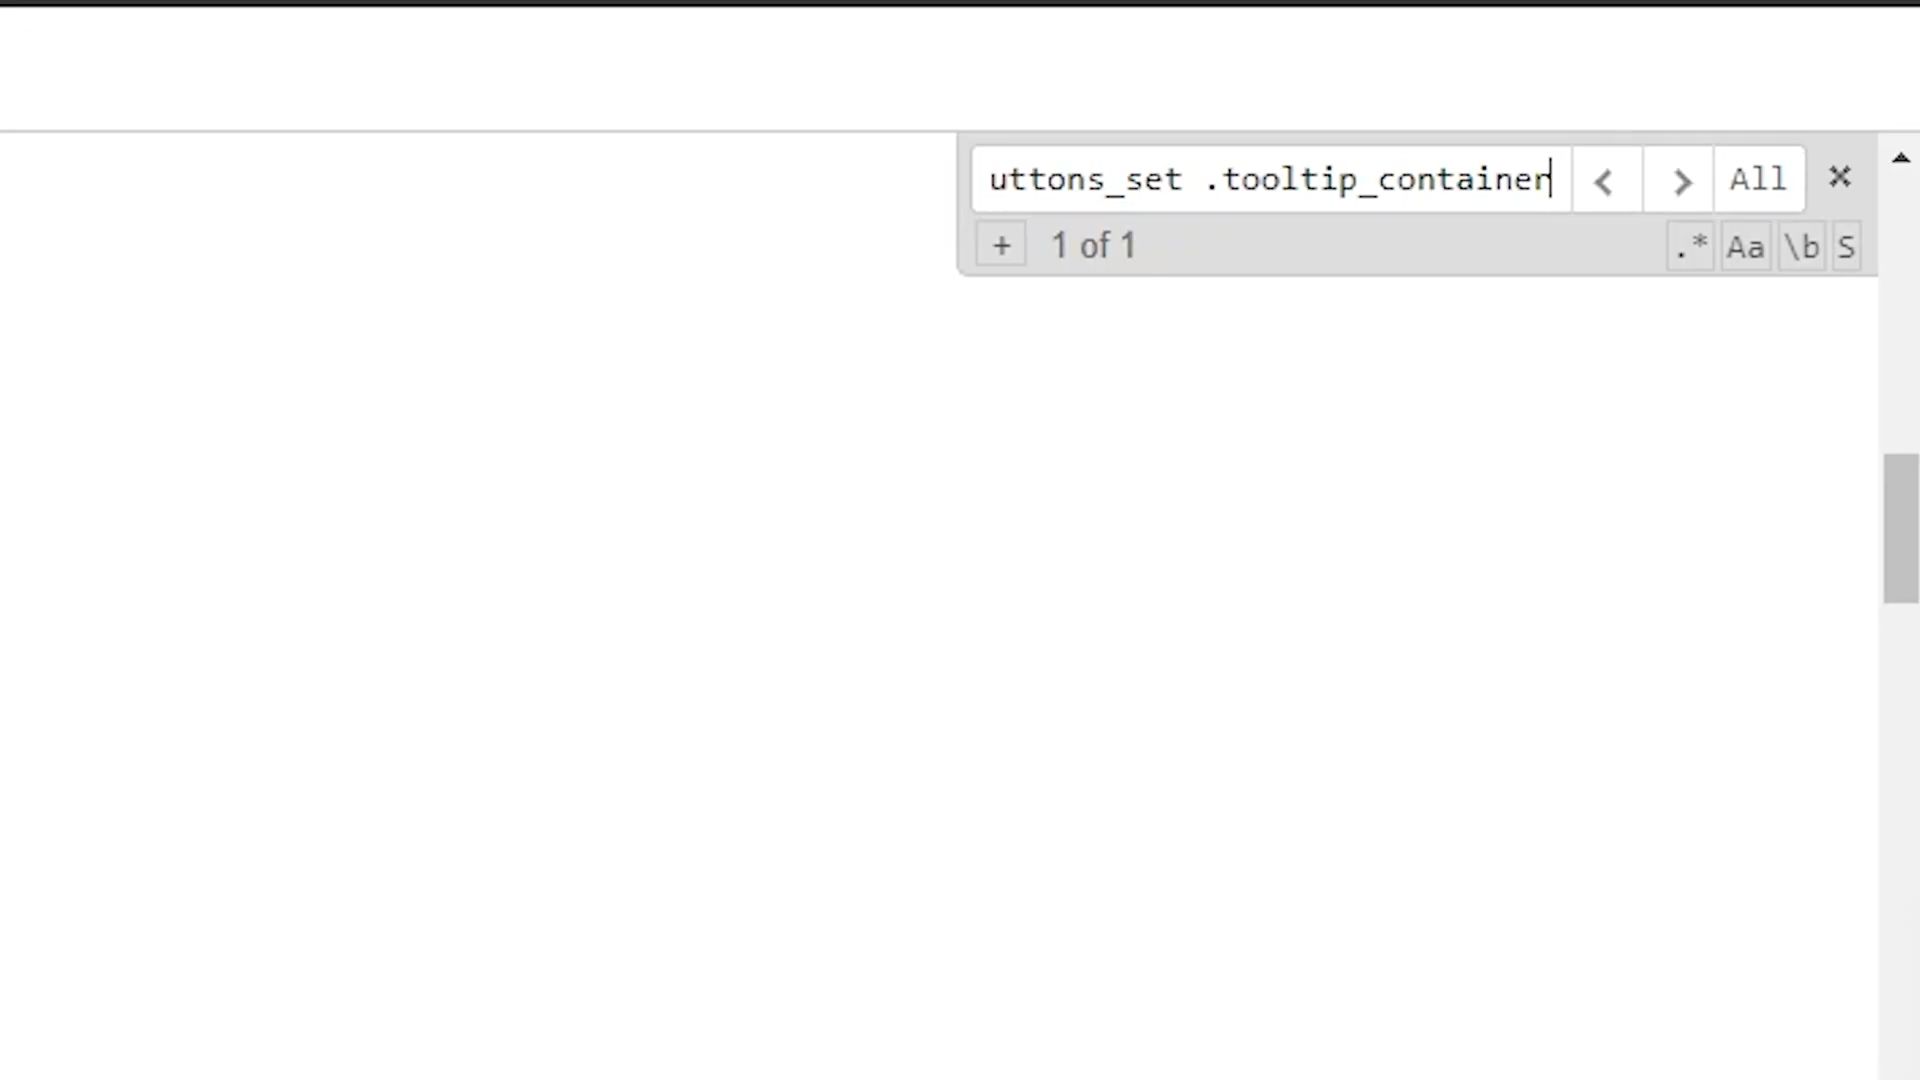 uttons_set .tooltip_container
All
+ 1 of 1 .* Aa \b S